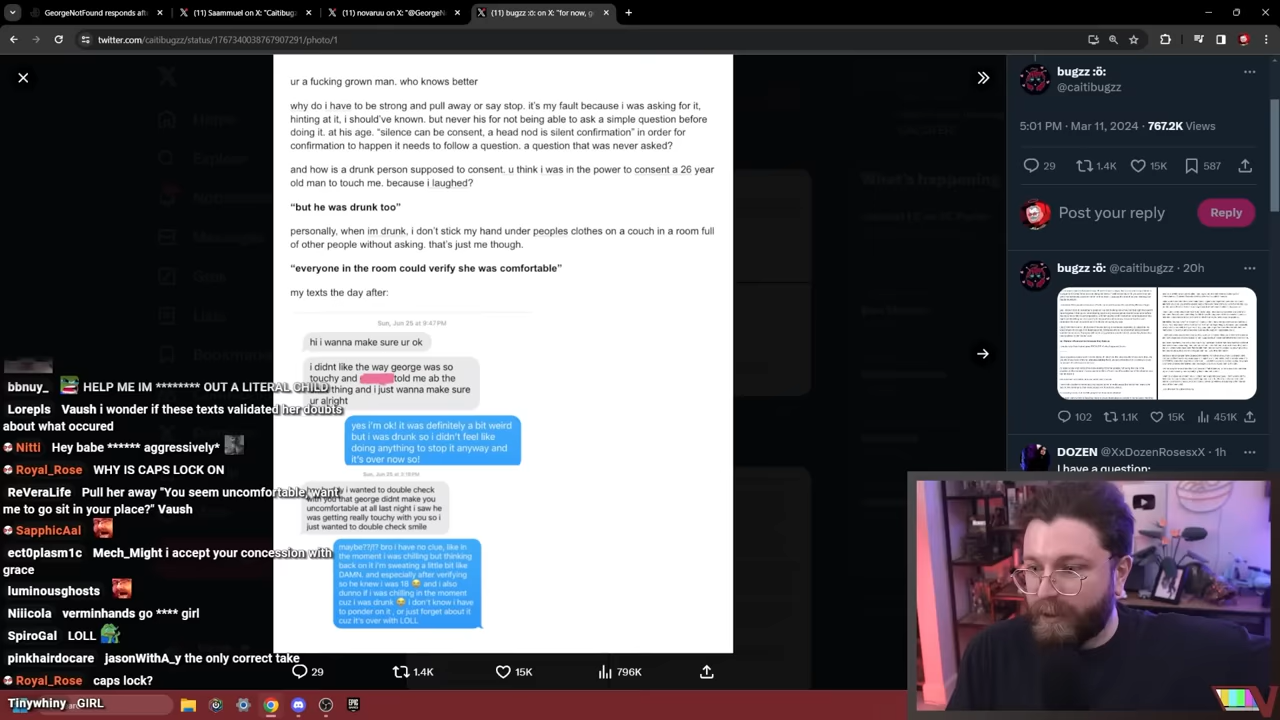 GeorgeNotFound responds aft
(11) Saammuel on X: "Caitibug
(11) novaruu on X: "@GeorgeN
(11) bugzz :ö: on X: "for now, g
twitter.com/caitibugzz/status/1767340038767907291/photo/1
ur a fucking grown man. who knows better
why do i have to be strong and pull away or say stop. it's my fault because i was asking for it,
hinting at it, i should've known. but never his for not being able to ask a simple question before
doing it. at his age. "silence can be consent, a head nod is silent confirmation" in order for
confirmation to happen it needs to follow a question. a question that was never asked?
and how is a drunk person supposed to consent. u think i was in the power to consent a 26 year
old man to touch me. because i laughed?
"but he was drunk too"
personally, when im drunk, i don't stick my hand under peoples clothes on a couch in a room full
of other people without asking. that's just me though.
"everyone in the room could verify she was comfortable"
my texts the day after:
Sun, Jun 25 at 9:47 PM
hi i wanna make sure ur ok
i didnt like the way george was so
touchy and told me ab the
thing and i just wanna make sure
ur alright
yes i'm ok! it was definitely a bit weird
but i was drunk so i didn't feel like
doing anything to stop it anyway and
it's over now so!
i wanted to double check
with you that george didnt make you
uncomfortable at all last night i saw he
was getting really touchy with you so i
just wanted to double check smile
maybe??!? bro i have no clue, like in
the moment i was chilling but thinking
back on it i'm sweating a little bit like
DAMN. and especially after verifying
so he knew i was 18 😂 and i also
dunno if i was chilling in the moment
cuz i was drunk 😂 i don't know i have
to ponder on it , or just forget about it
cuz it's over with LOLL
29
1.4K
15K
796K
bugzz :ö:
@caitibugzz
5:01 PM · Mar 11, 2024 · 767.2K Views
29
1.4K
15K
587
Post your reply
Reply
What's happening
bugzz :ö: @caitibugzz · 20h
102
1.1K
15K
451K
DOZEN @XxDozenRosesxX · 1h
I have a question:
bbnuy_ HELP ME IM ******* OUT A LITERAL CHILD
Loopils Vaush i wonder if these texts validated her doubts
about what occured
Nitti Hey babe ****** me respectively
Royal_Rose WHY IS CAPS LOCK ON
ReVeraLife
me to go sit in your place?" Vaush
SapphicAal
ect0plasm1c Mech_Might i accept your concession with
grace
luminousghosts
Niiicola venomou **** girl
SpiroGal LOLL
pinkhairdocare jasonWithA_y the only correct take
Royal_Rose caps lock?
Tinywhiny GIRL